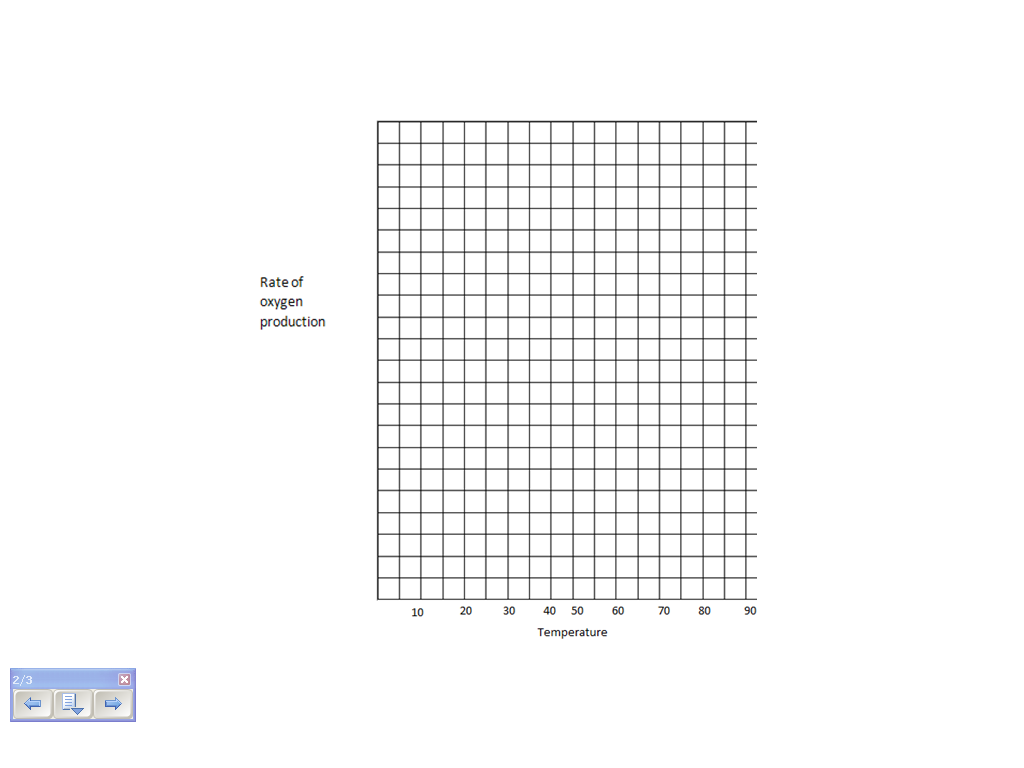 Rate of
oxygen
production
10 20 30 40 50 60 70 80 90
Temperature
2/3